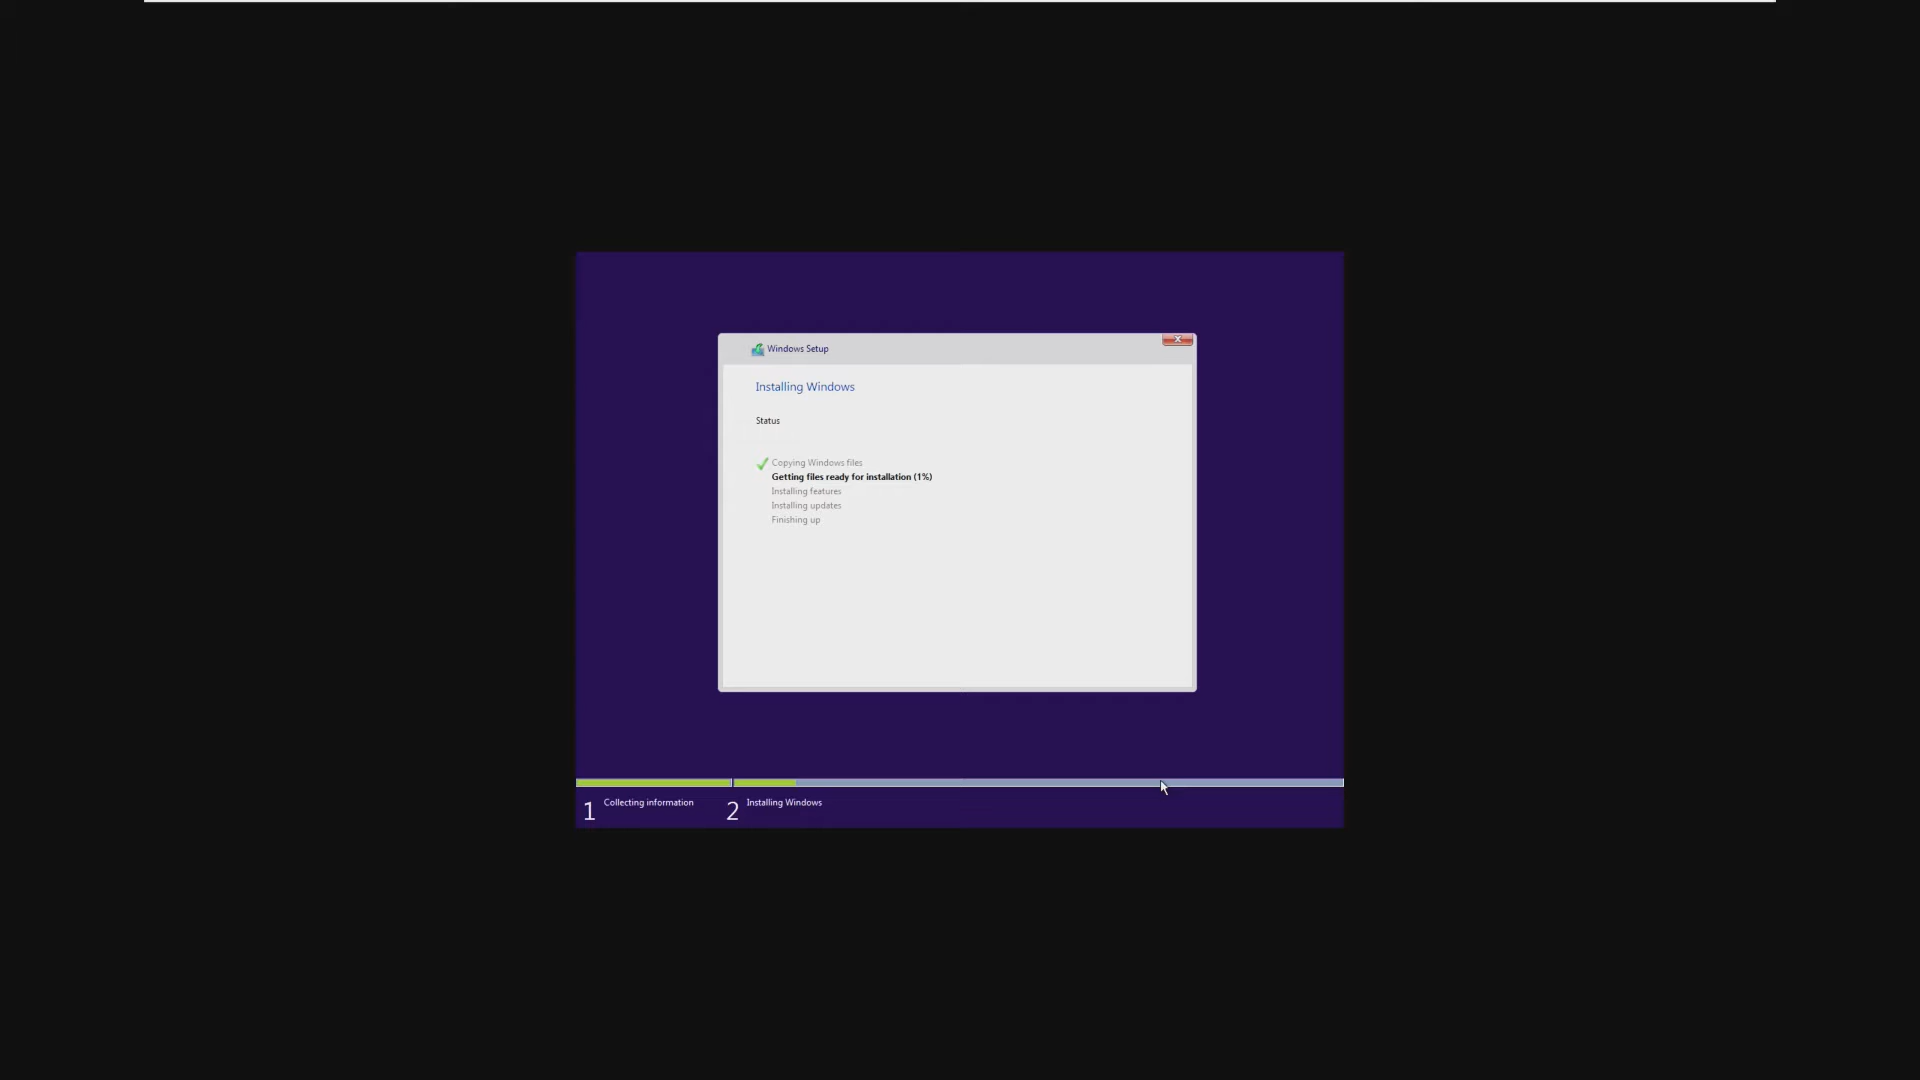 Windows Setup
Installing Windows
Status
Copying Windows files
Getting files ready for installation (1%)
Installing features
Installing updates
Finishing up
1 Collecting information
2 Installing Windows